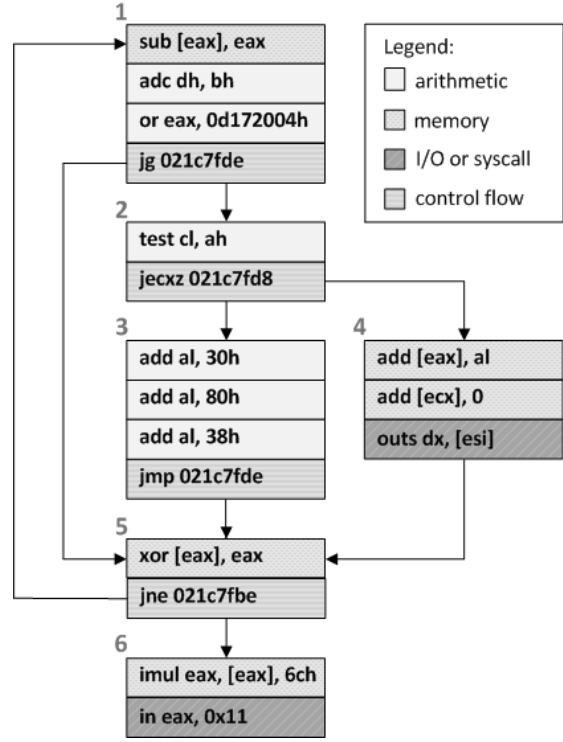 1
sub [eax], eax
adc dh, bh
or eax, 0d172004h
jg 021c7fde
Legend:
arithmetic
memory
I/O or syscall
control flow
2
test cl, ah
jecxz 021c7fd8
3
add al, 30h
add al, 80h
add al, 38h
jmp 021c7fde
4
add [eax], al
add [ecx], 0
outs dx, [esi]
5
xor [eax], eax
jne 021c7fbe
6
imul eax, [eax], 6ch
in eax, 0x11